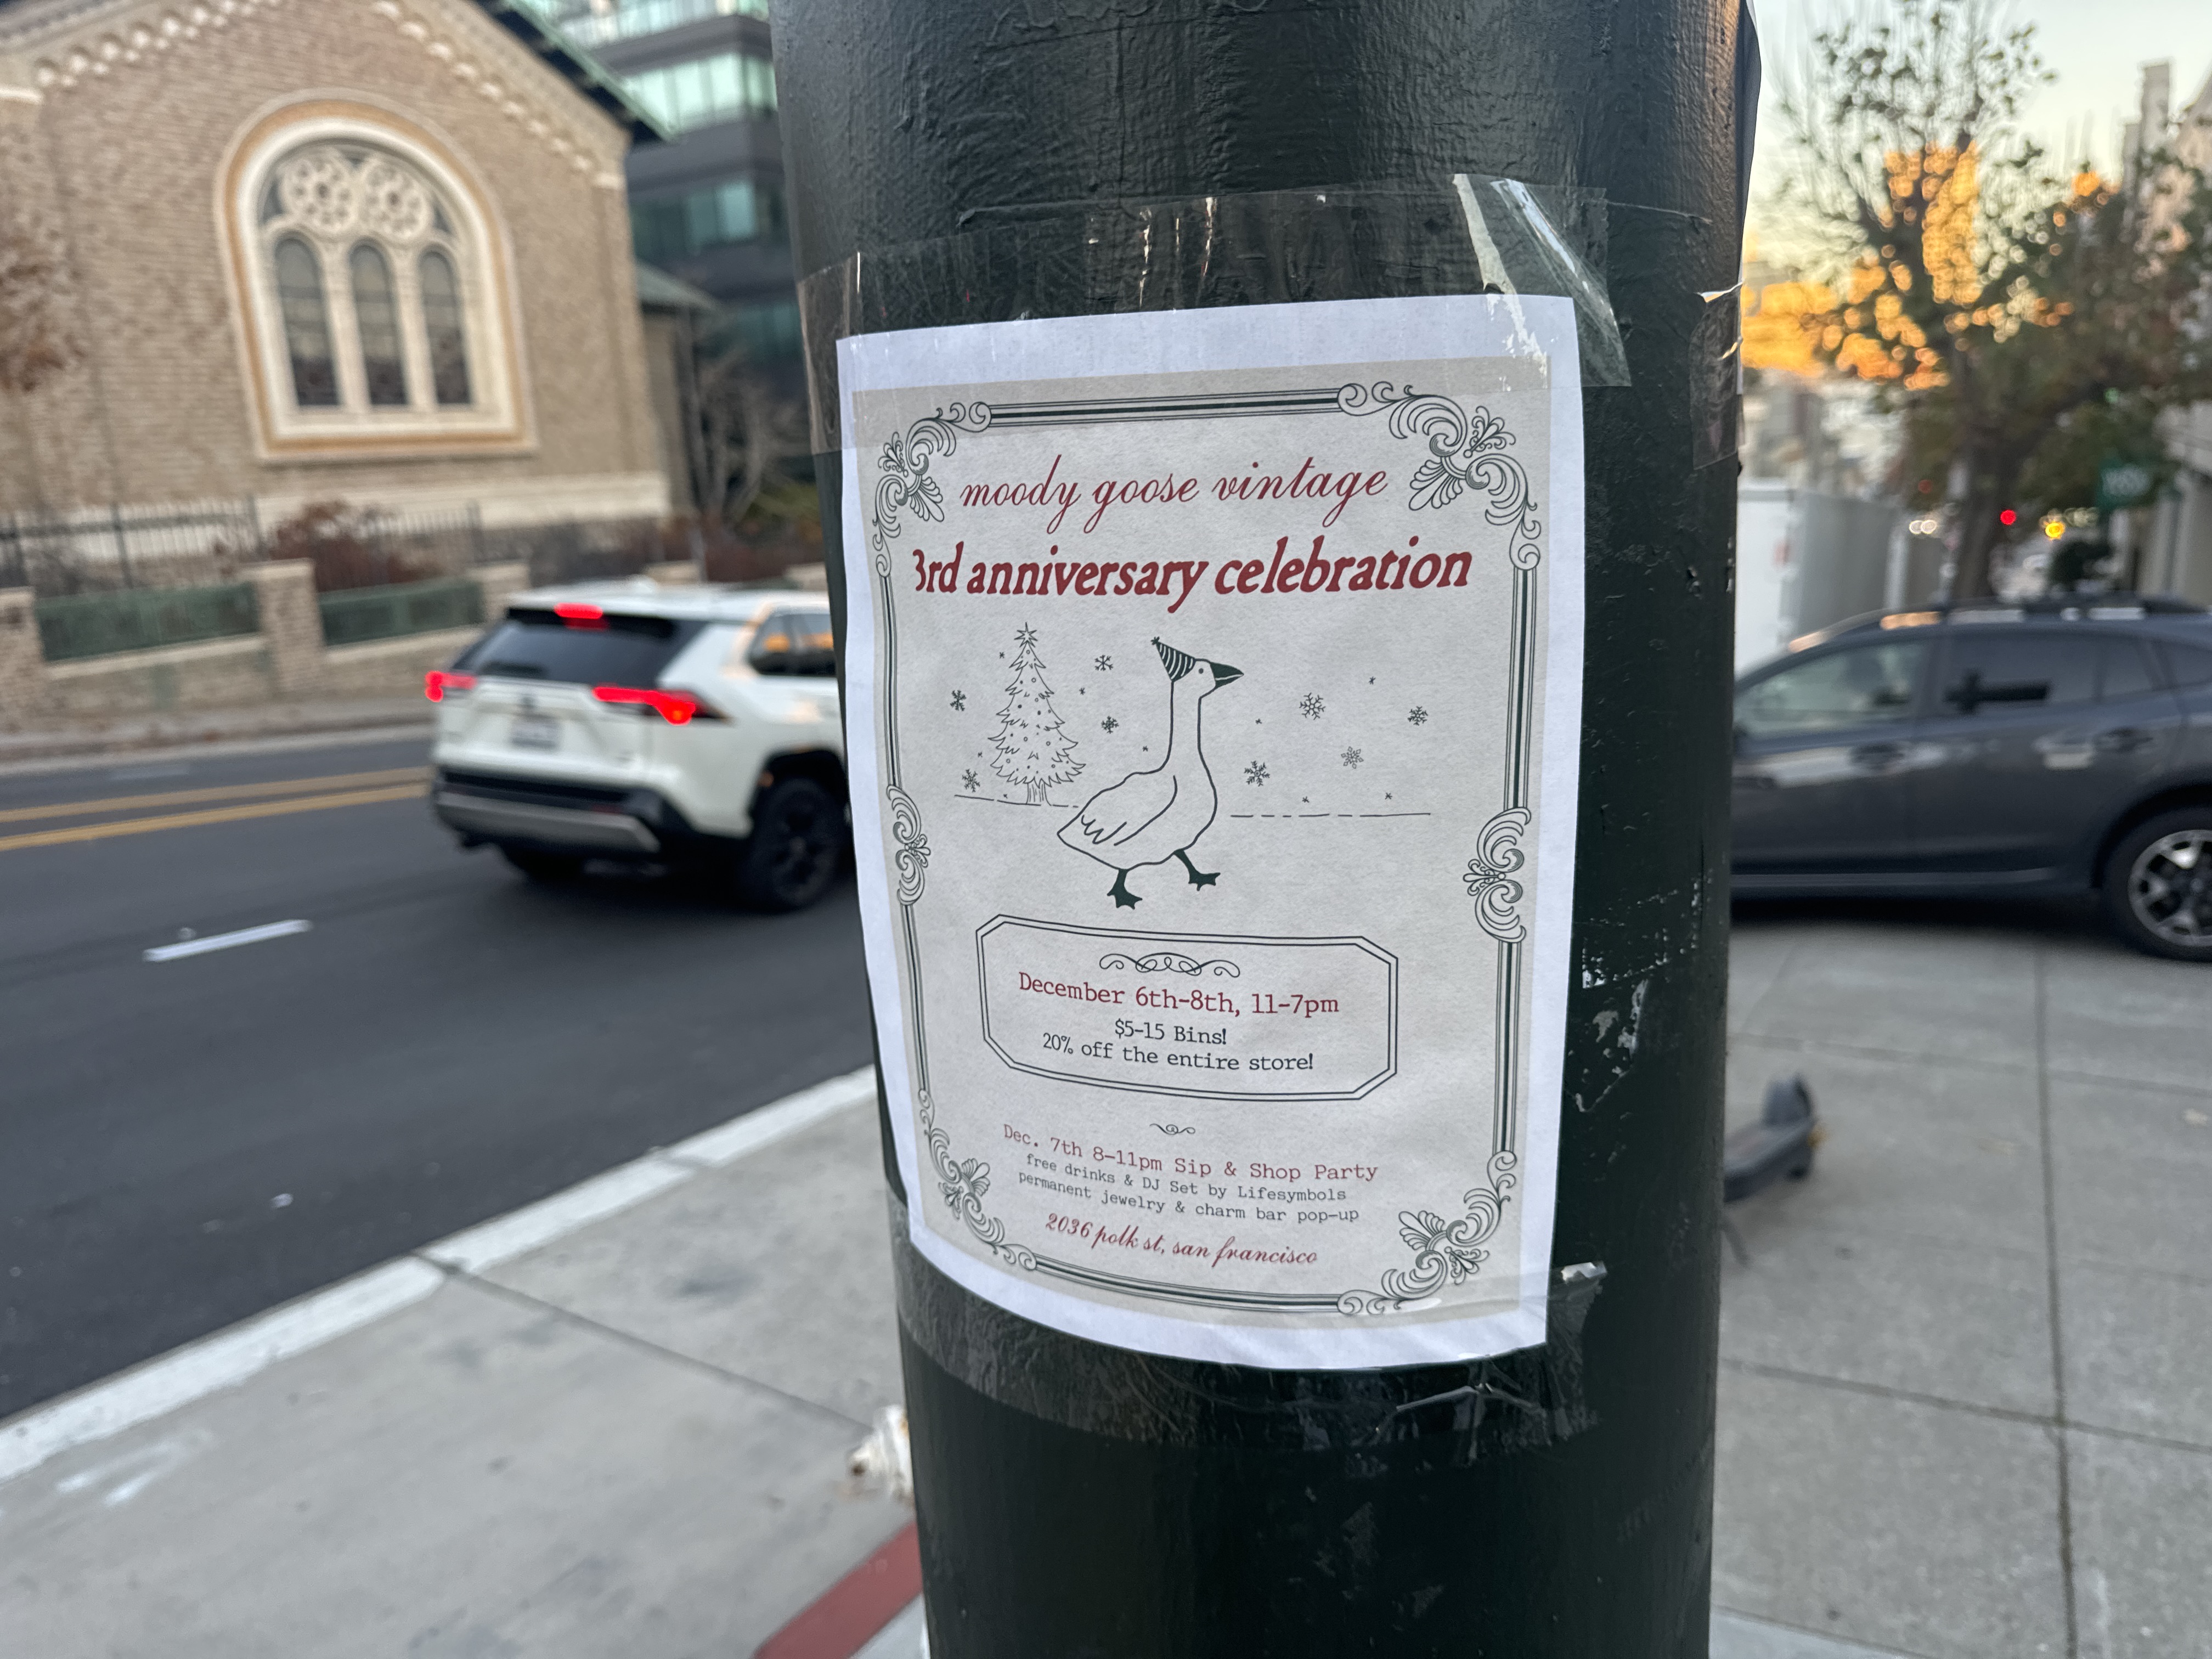 moody goose vintage
3rd anniversary celebration
December 6th-8th, 11-7pm
$5-15 Bins!
20% off the entire store!
Dec. 7th 8-11pm Sip & Shop Party
free drinks & DJ Set by Lifesymbols
permanent jewelry & charm bar pop-up
2036 polk st, san francisco